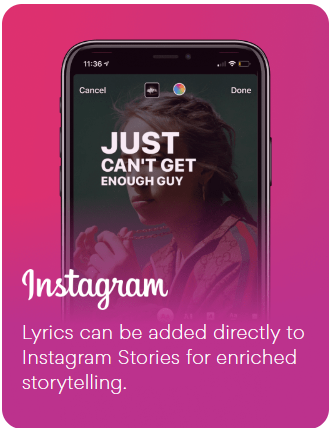 11:36
Cancel
Done
JUST
CAN'T GET
ENOUGH GUY
Instagram
Lyrics can be added directly to
Instagram Stories for enriched
storytelling.